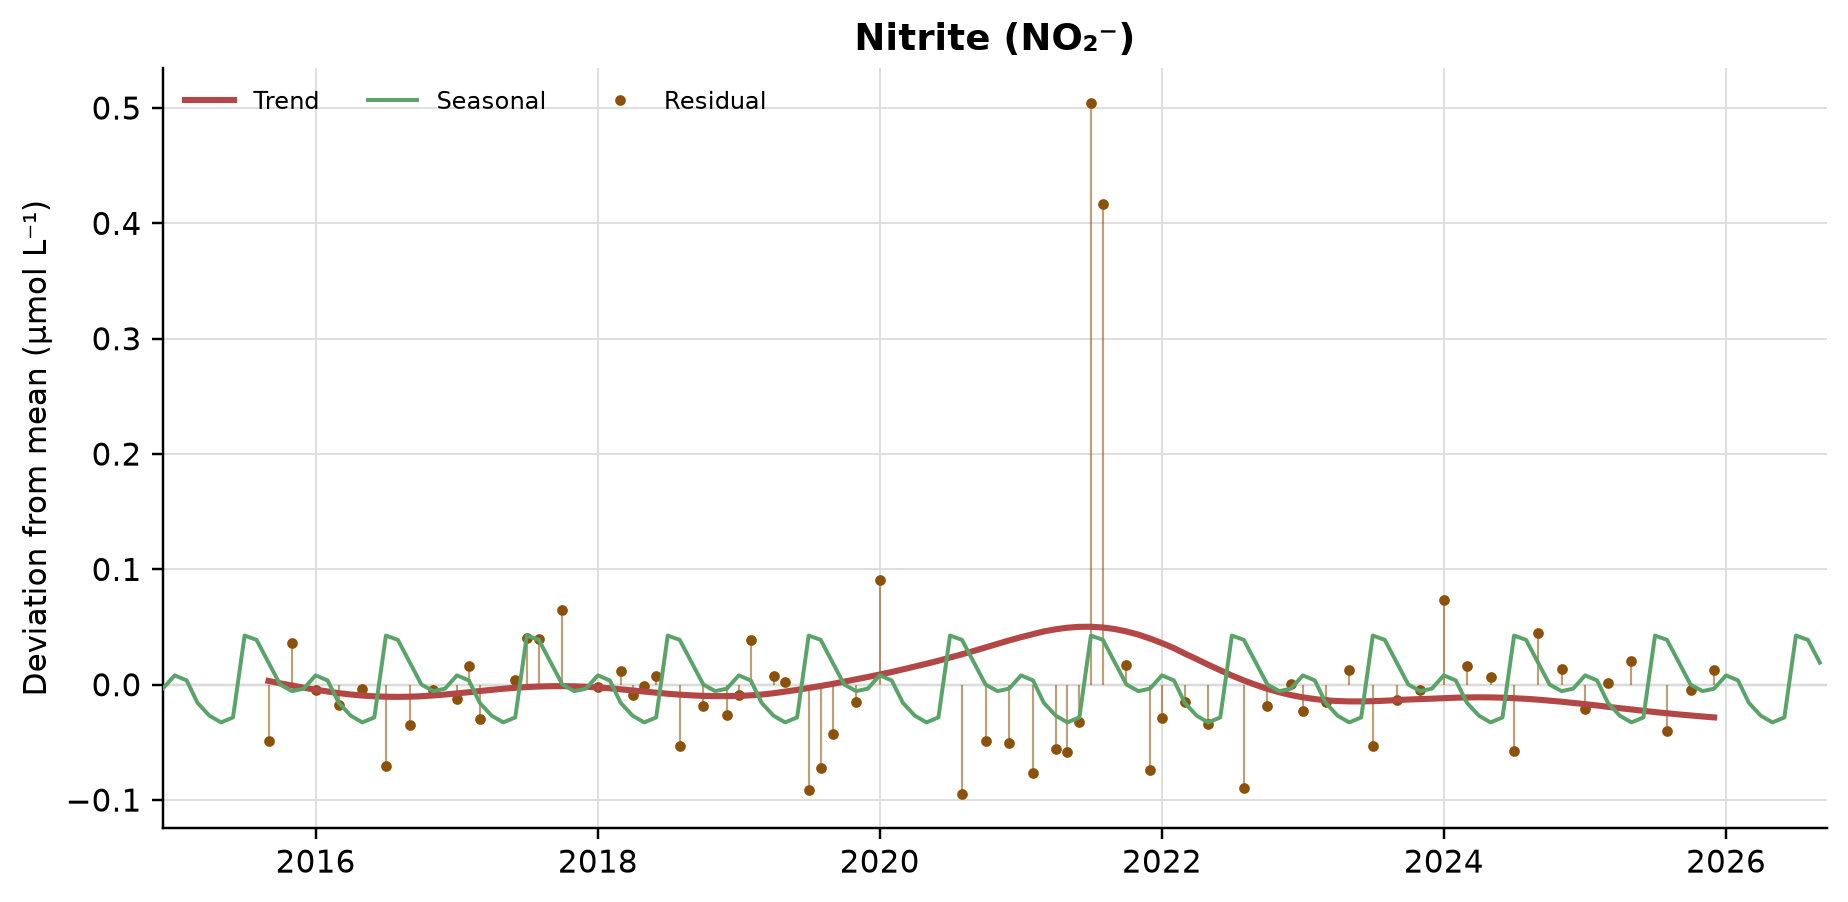 Nitrite (NO₂⁻)
Trend
Seasonal
Residual
Deviation from mean (µmol L⁻¹)
0.5
0.4
0.3
0.2
0.1
0.0
−0.1
2016
2018
2020
2022
2024
2026